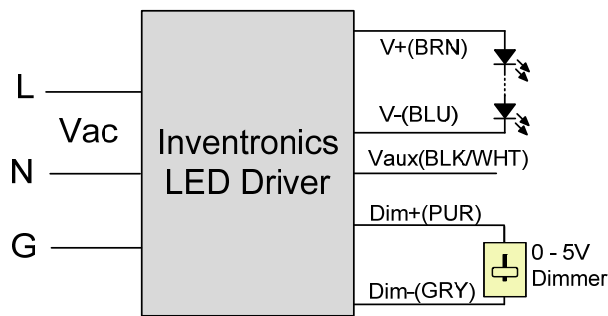 L
Vac
N
G
Inventronics
LED Driver
V+(BRN)
V-(BLU)
Vaux(BLK/WHT)
Dim+(PUR)
Dim-(GRY)
0 - 5V
Dimmer